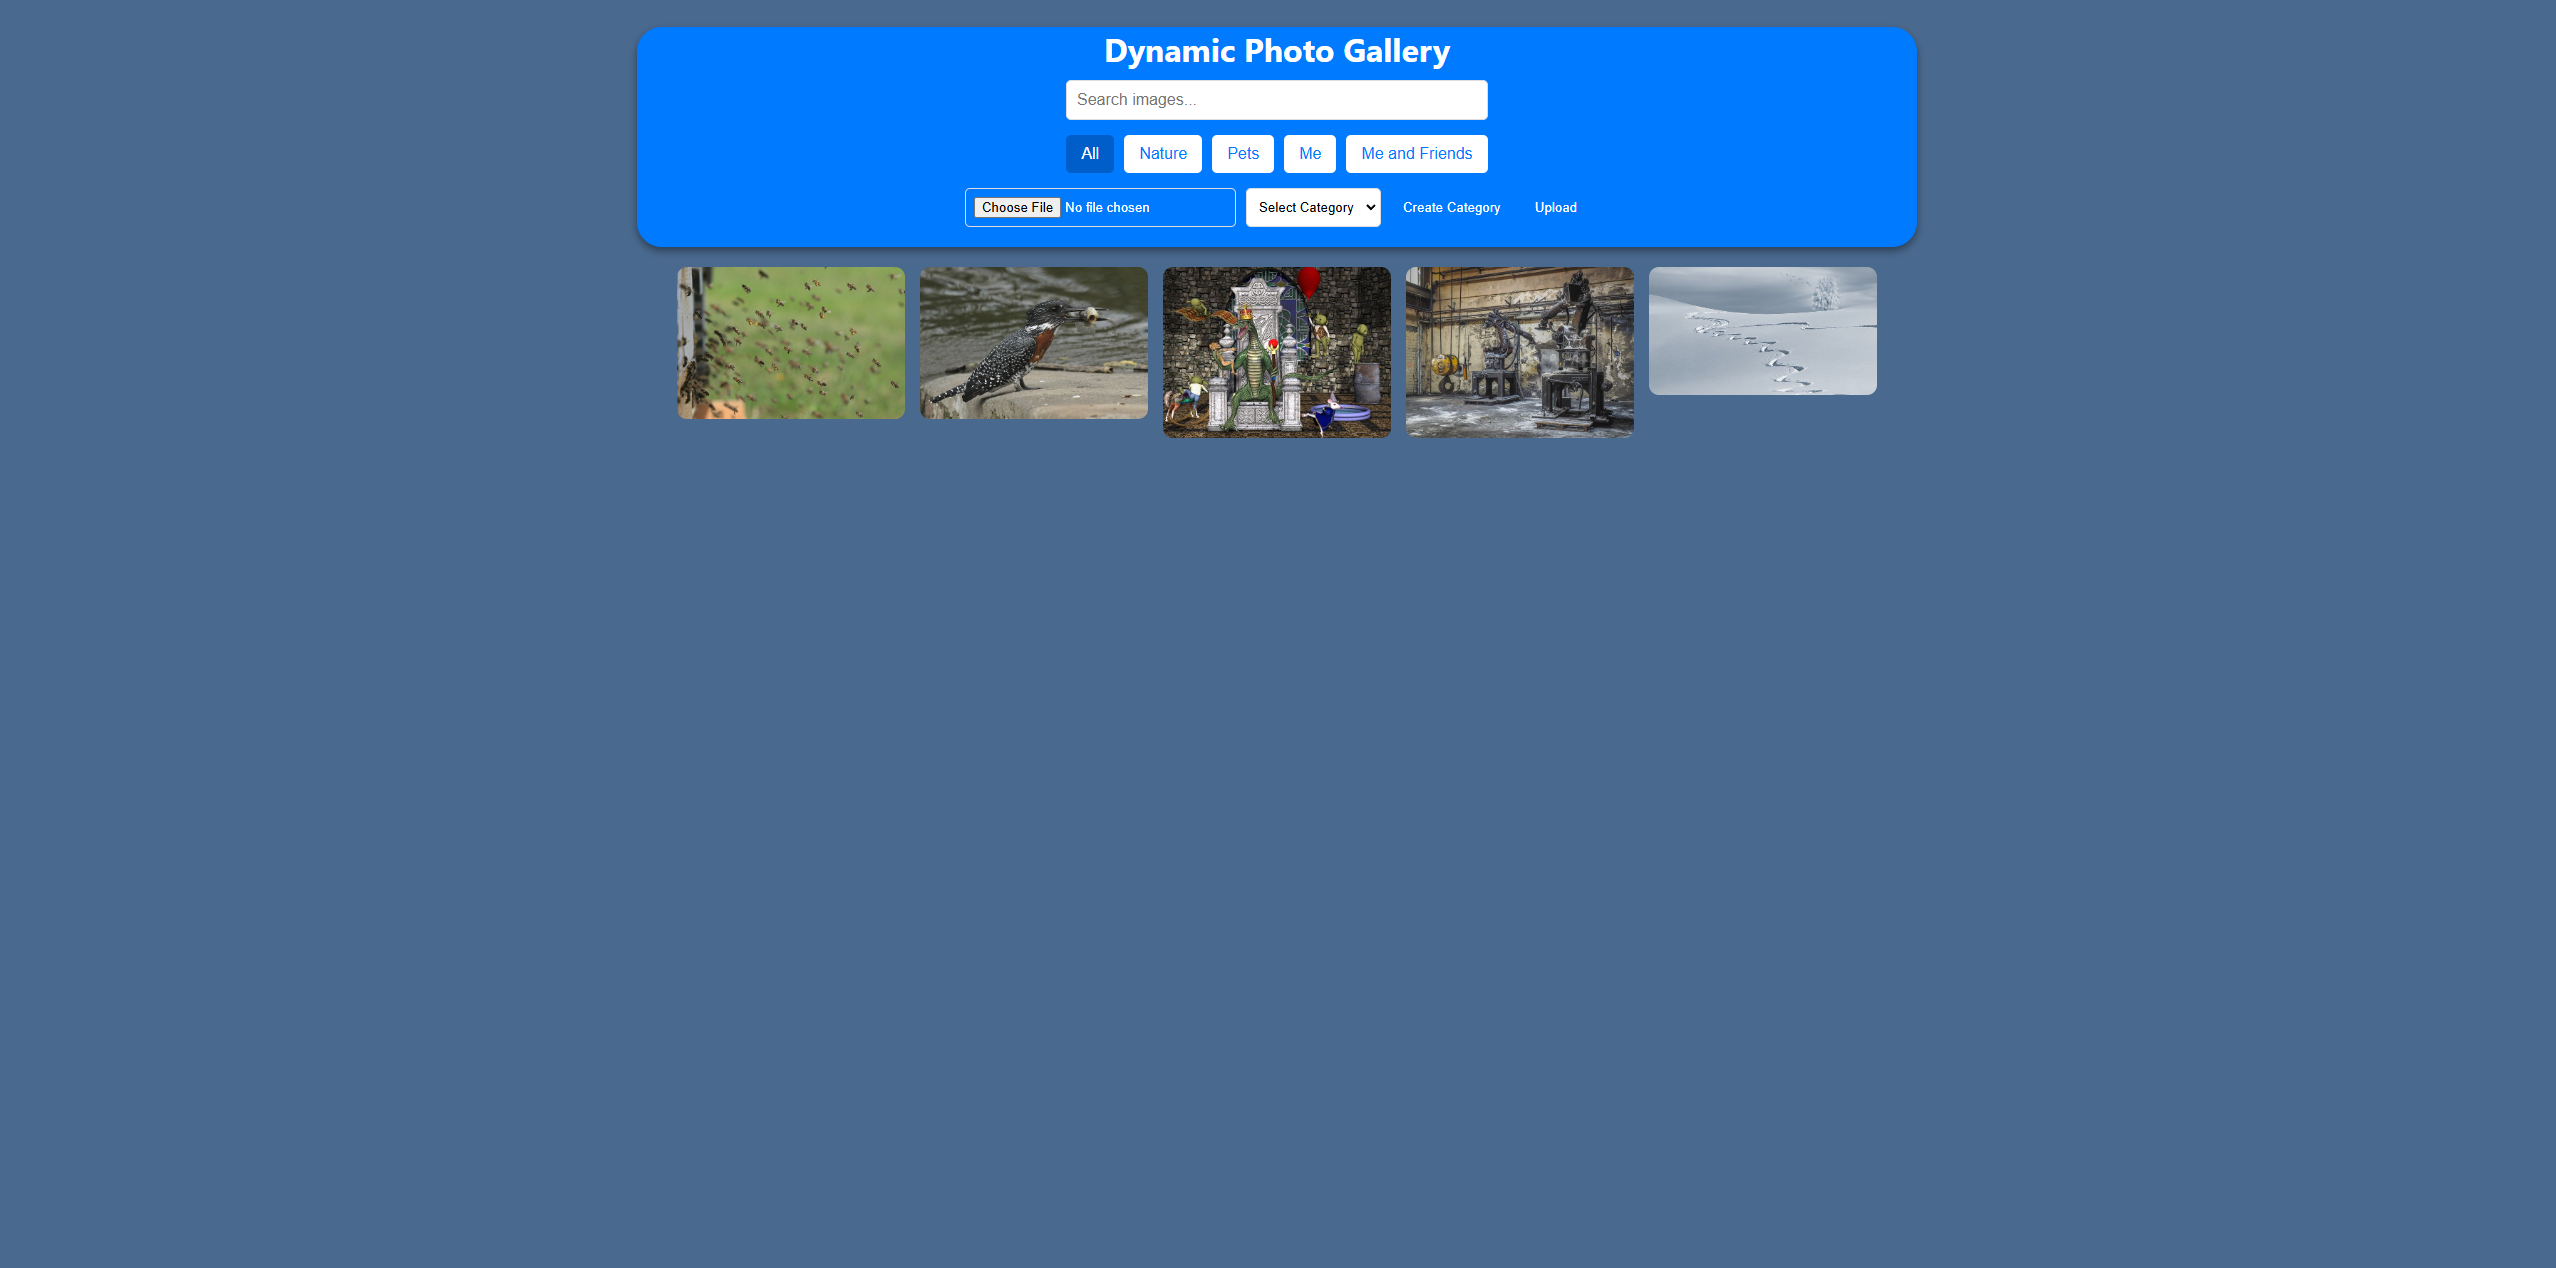 Dynamic Photo Gallery
Search images...
All Nature Pets Me Me and Friends
Choose File No file chosen Select Category Create Category Upload